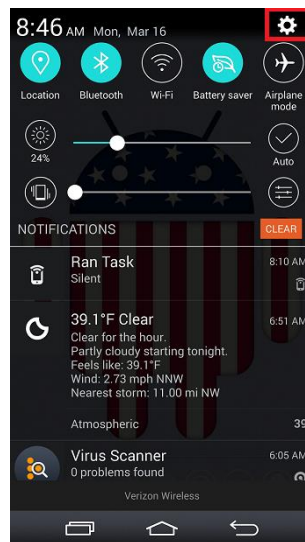 8:46 AM Mon, Mar 16
Location Bluetooth Wi-Fi Battery saver Airplane mode
24%
Auto
NOTIFICATIONS CLEAR
Ran Task 8:10 AM
Silent
39.1°F Clear 6:51 AM
Clear for the hour.
Partly cloudy starting tonight.
Feels like: 39.1°F
Wind: 2.73 mph NNW
Nearest storm: 11.00 mi NW
Atmospheric 39
Virus Scanner 6:05 AM
0 problems found
Verizon Wireless